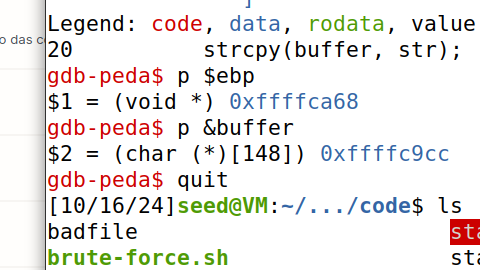 ]
Legend: code, data, rodata, value
20 strcpy(buffer, str);
o das c
gdb-peda$ p $ebp
$1 = (void *) 0xffffca68
gdb-peda$ p &buffer
$2 = (char (*)[148]) 0xffffc9cc
gdb-peda$ quit
[10/16/24]seed@VM:~/.../code$ ls
badfile sta
brute-force.sh sta